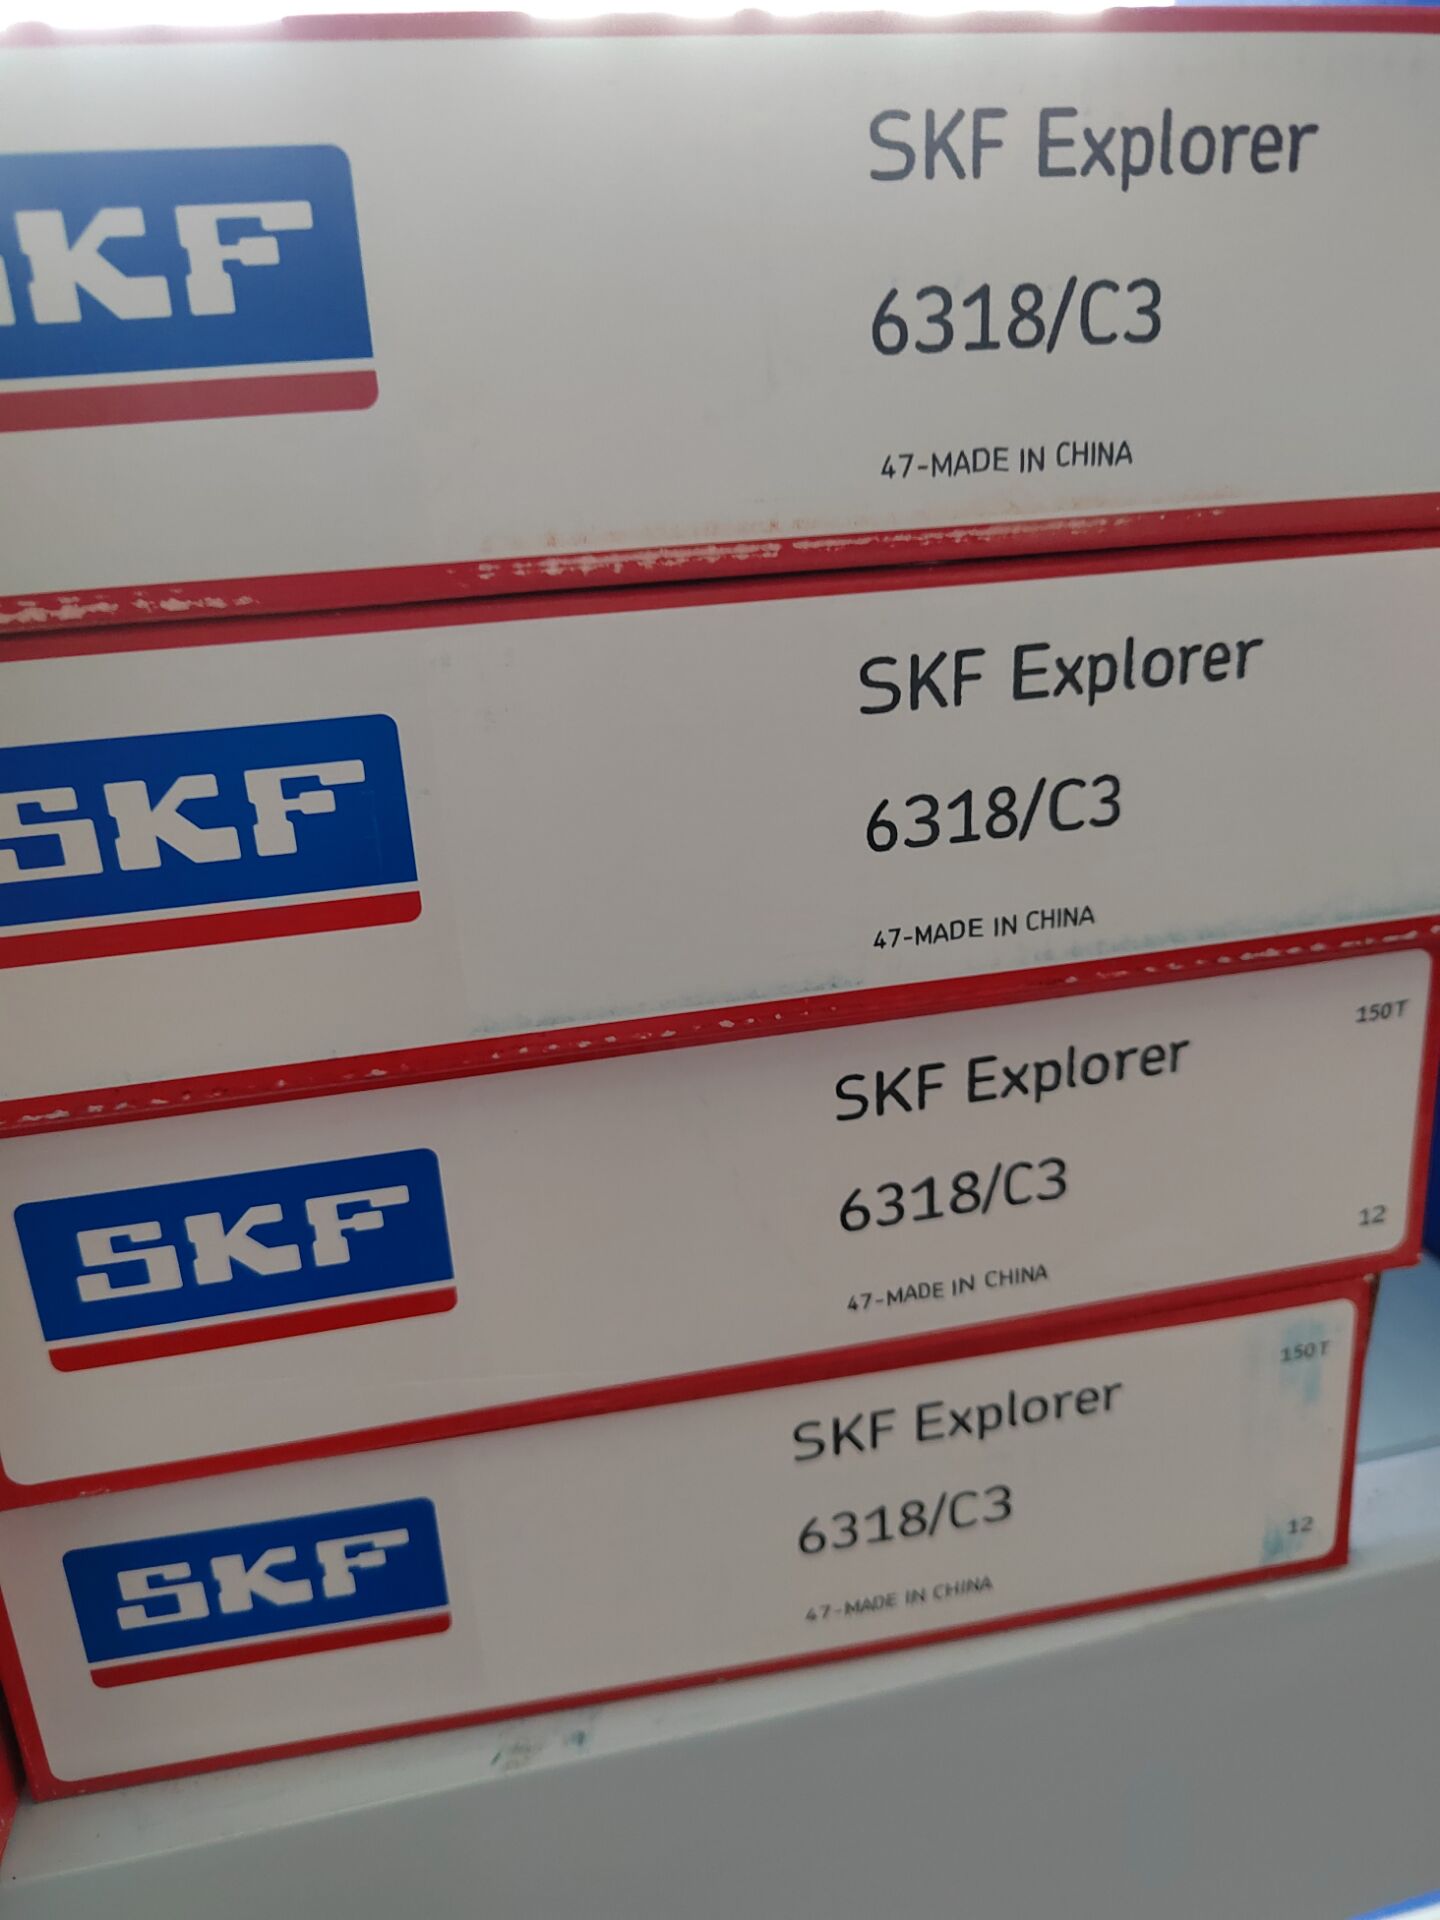 SKF
SKF Explorer
6318/C3
47-MADE IN CHINA
SKF
SKF Explorer
6318/C3
47-MADE IN CHINA
SKF
SKF Explorer
150T
6318/C3
12
47-MADE IN CHINA
SKF
SKF Explorer
150T
6318/C3
12
47-MADE IN CHINA